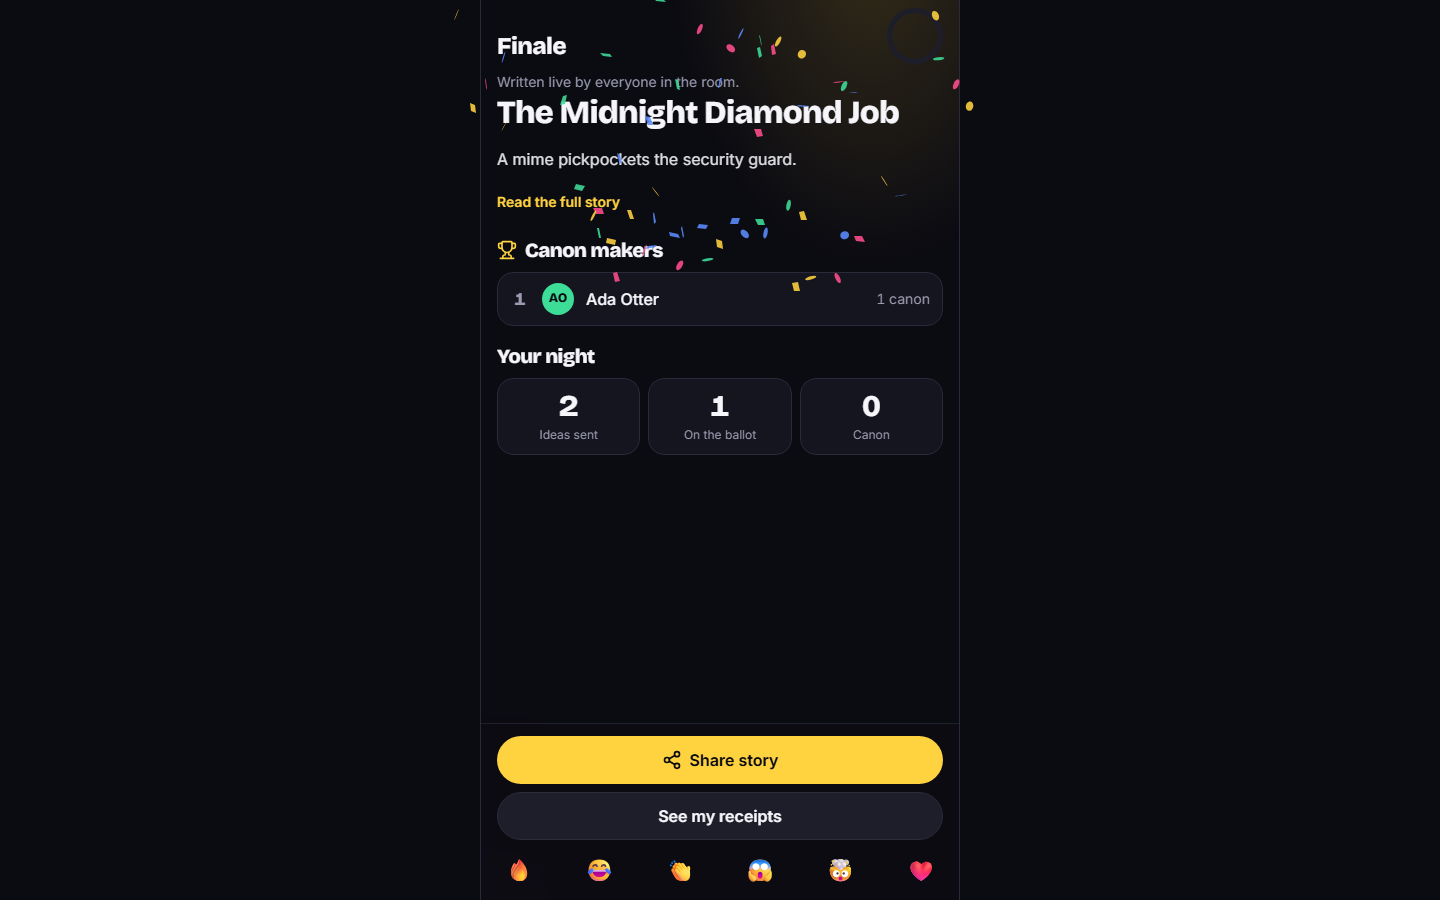 Finale
Written live by everyone in the room.
The Midnight Diamond Job
A mime pickpockets the security guard.
Read the full story
Canon makers
1 AO Ada Otter 1 canon
Your night
2 1 0
Ideas sent On the ballot Canon
Share story
See my receipts